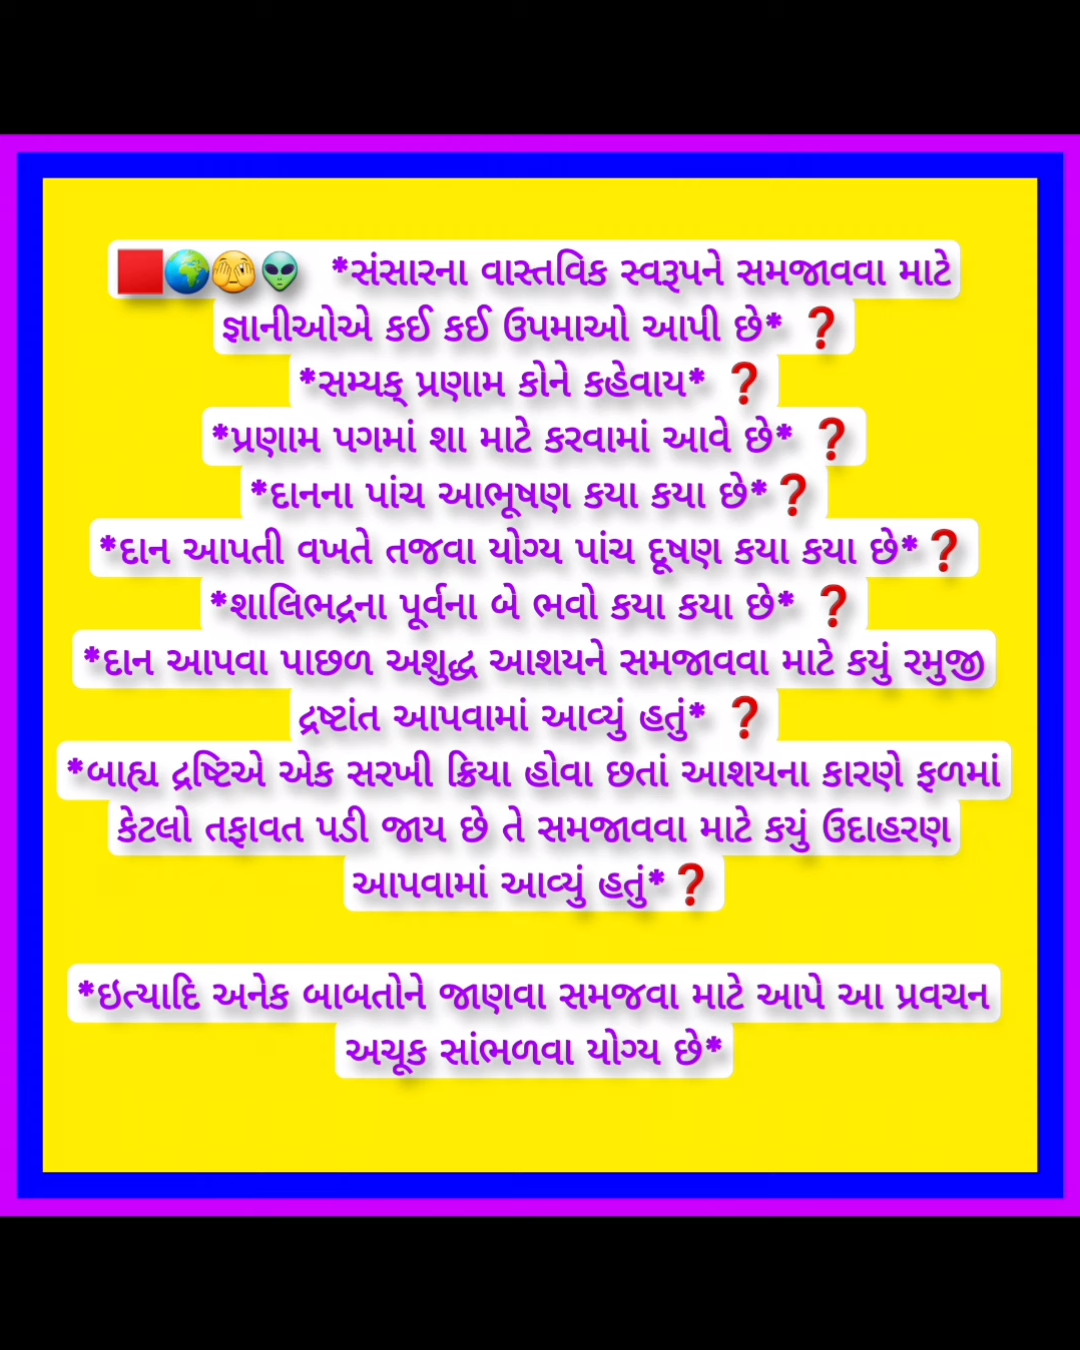 🟥🌍🫣👽 *સંસારના વાસ્તવિક સ્વરૂપને સમજાવવા માટે
જ્ઞાનીઓએ કઈ કઈ ઉપમાઓ આપી છે* ❓
*સમ્યક્ પ્રણામ કોને કહેવાય* ❓
*પ્રણામ પગમાં શા માટે કરવામાં આવે છે* ❓
*દાનના પાંચ આભૂષણ કયા કયા છે*❓
*દાન આપતી વખતે તજવા યોગ્ય પાંચ દૂષણ કયા કયા છે*❓
*શાલિભદ્રના પૂર્વના બે ભવો કયા કયા છે* ❓
*દાન આપવા પાછળ અશુદ્ધ આશયને સમજાવવા માટે કયું રમુજી
દ્રષ્ટાંત આપવામાં આવ્યું હતું* ❓
*બાહ્ય દ્રષ્ટિએ એક સરખી ક્રિયા હોવા છતાં આશયના કારણે ફળમાં
કેટલો તફાવત પડી જાય છે તે સમજાવવા માટે કયું ઉદાહરણ
આપવામાં આવ્યું હતું*❓
*ઇત્યાદિ અનેક બાબતોને જાણવા સમજવા માટે આપે આ પ્રવચન
અચૂક સાંભળવા યોગ્ય છે*